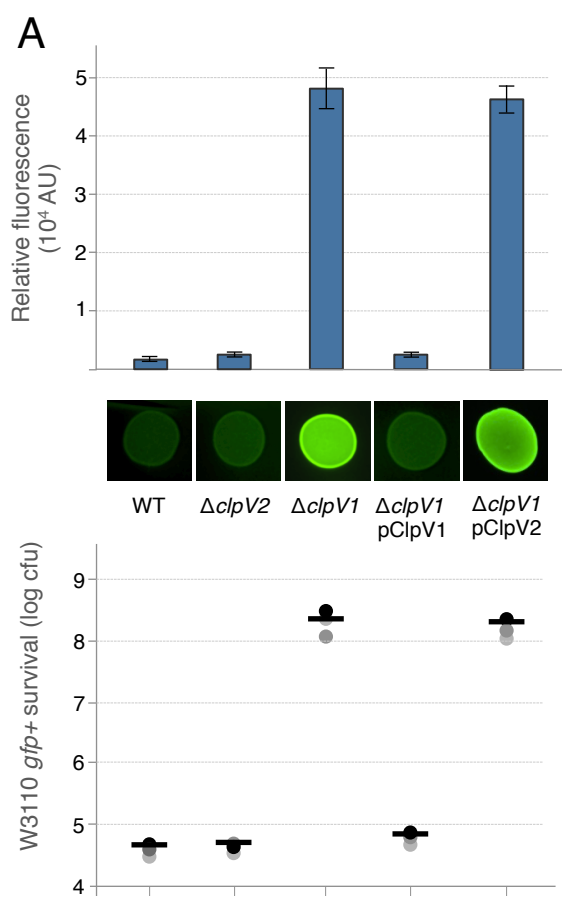 A
Relative fluorescence
(10⁴ AU)
5
4
3
2
1
WT
ΔclpV2
ΔclpV1
ΔclpV1
pClpV1
ΔclpV1
pClpV2
W3110 gfp+ survival (log cfu)
9
8
7
6
5
4